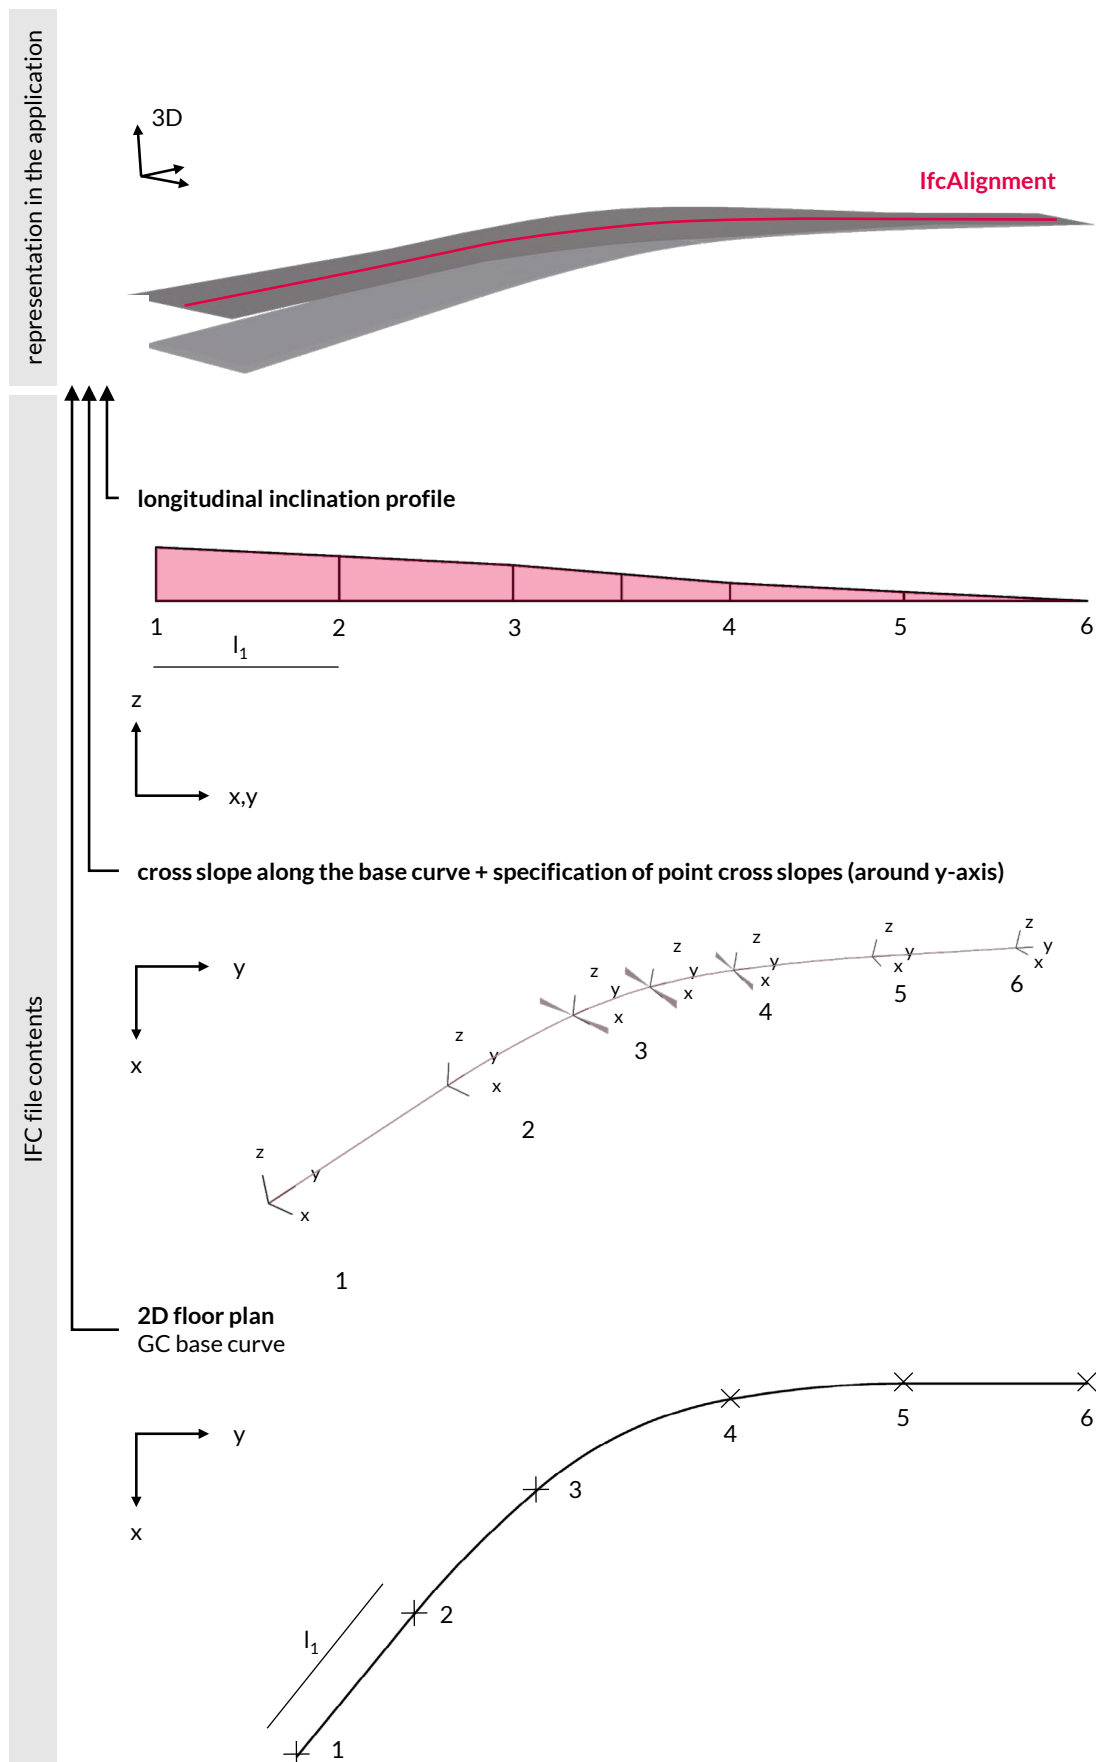 representation in the application
3D
IfcAlignment
longitudinal inclination profile
1 2 3 4 5 6
l1
z
x,y
cross slope along the base curve + specification of point cross slopes (around y-axis)
y
x
z y x 1
z y x 2
z y x 3
z y x
z y x 4
z y x 5
z y x 6
IFC file contents
2D floor plan
GC base curve
y
x
l1
1
2
3
4
5
6